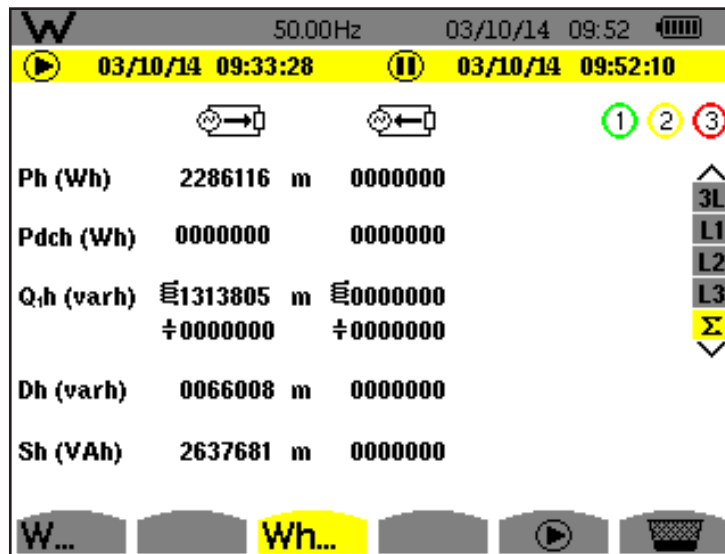 W 50.00Hz 03/10/14 09:52
03/10/14 09:33:28 03/10/14 09:52:10
1 2 3
Ph (Wh) 2286116 m 0000000
3L
Pdch (Wh) 0000000 0000000
L1
L2
Q₁h (varh) 1313805 m 0000000
L3
0000000 0000000
Σ
Dh (varh) 0066008 m 0000000
Sh (VAh) 2637681 m 0000000
W... Wh...